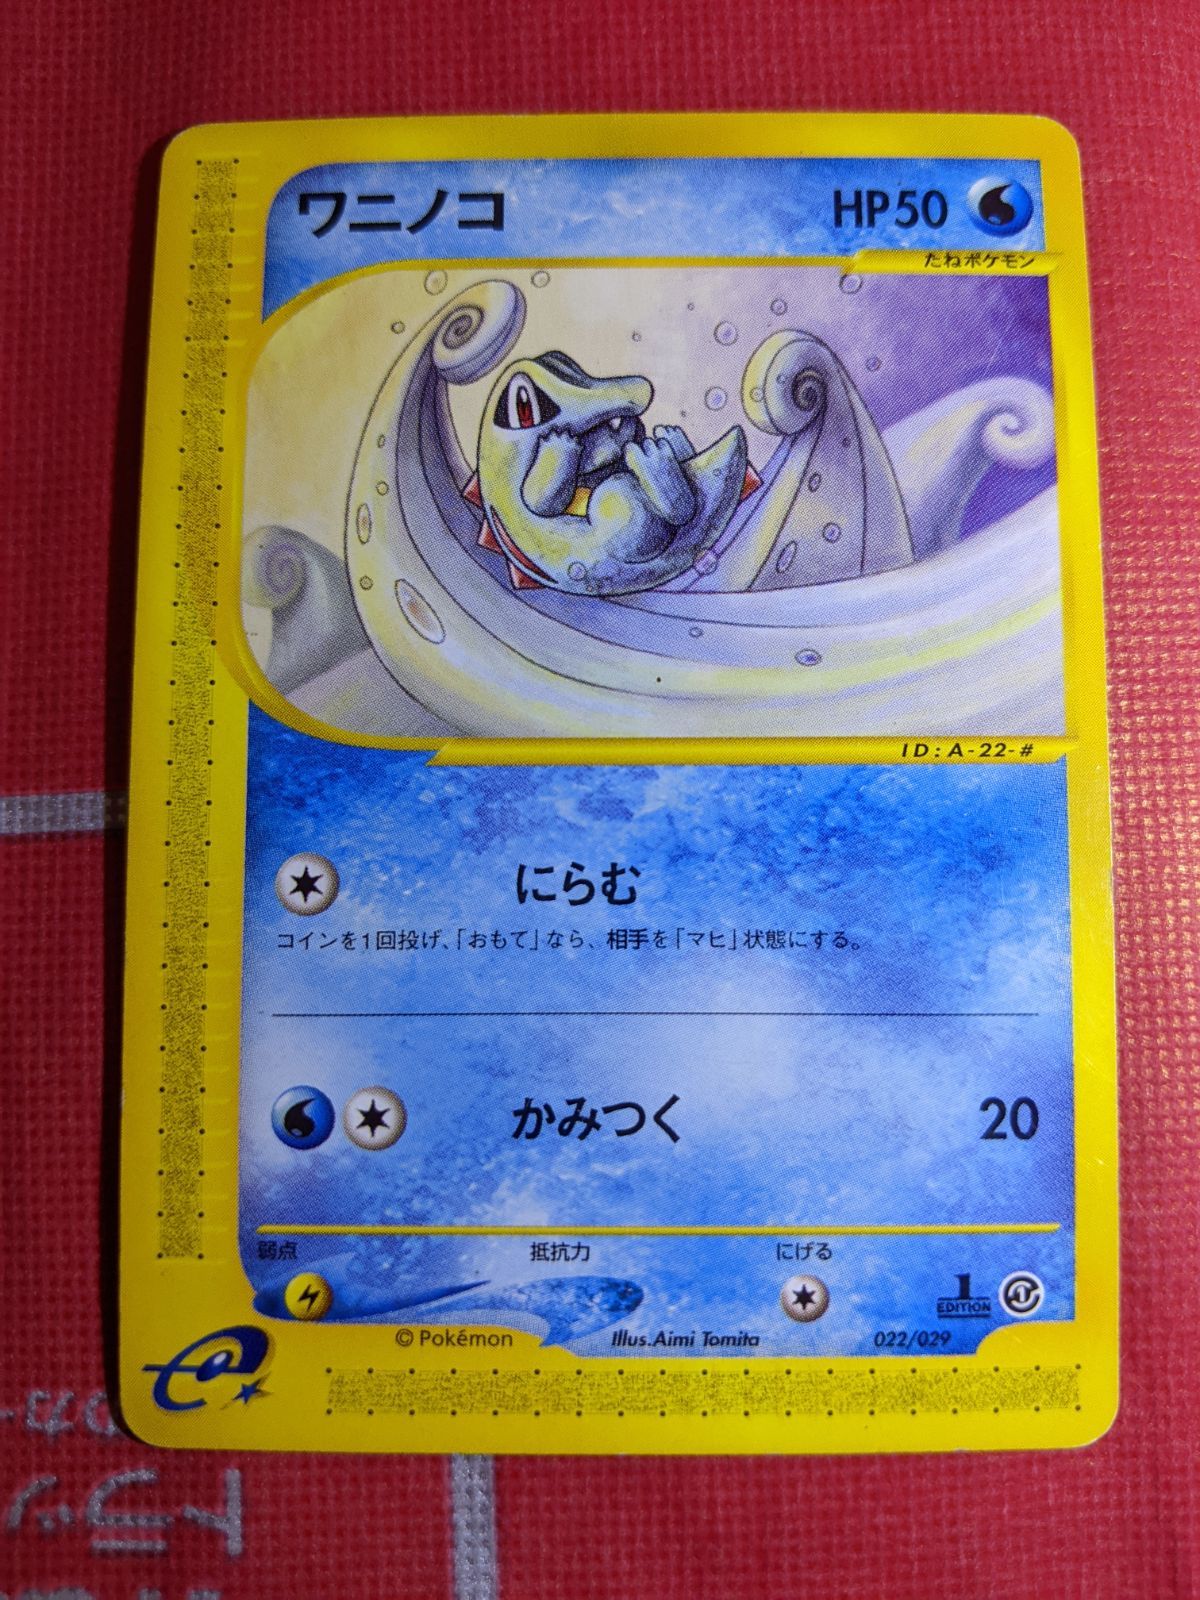 ワニノコ
HP50
たねポケモン
ID:A-22-#
にらむ
コインを1回投げ、「おもて」なら、相手を「マヒ」状態にする。
かみつく 20
弱点 抵抗力 にげる
1
EDITION
© Pokémon Illus.Aimi Tomita 022/029
e